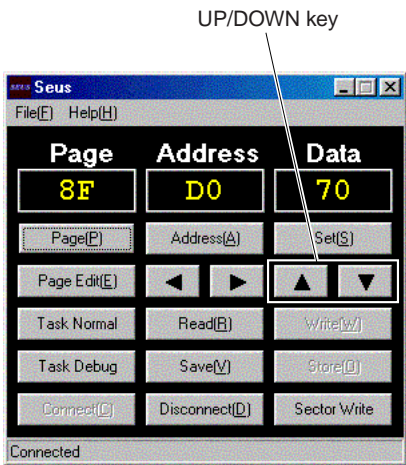 UP/DOWN key
seus Seus
File(F) Help(H)
Page Address Data
8F D0 70
Page(P) Address(A) Set(S)
Page Edit(E)
Task Normal Read(R) Write(W)
Task Debug Save(V) Store(O)
Connect(C) Disconnect(D) Sector Write
Connected